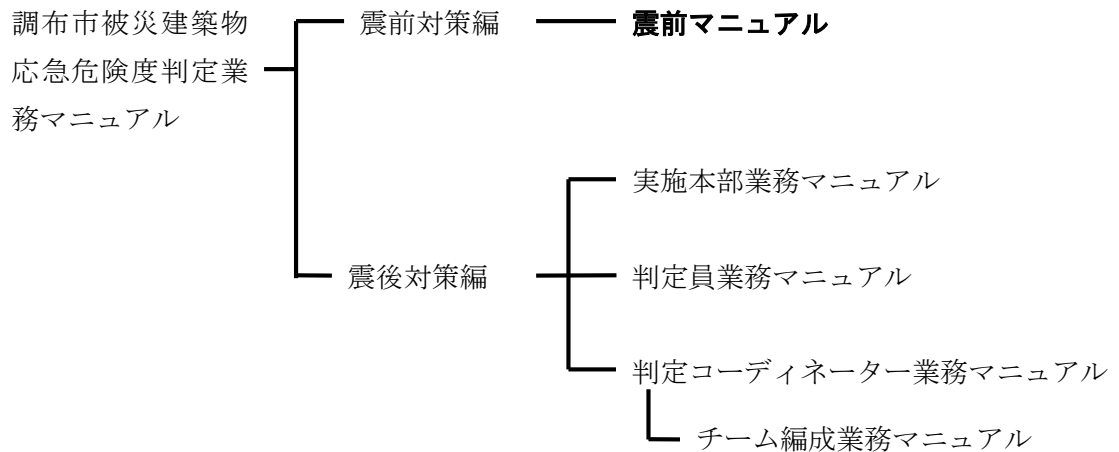 調布市被災建築物
応急危険度判定業
務マニュアル
震前対策編
震前マニュアル
震後対策編
実施本部業務マニュアル
判定員業務マニュアル
判定コーディネーター業務マニュアル
チーム編成業務マニュアル